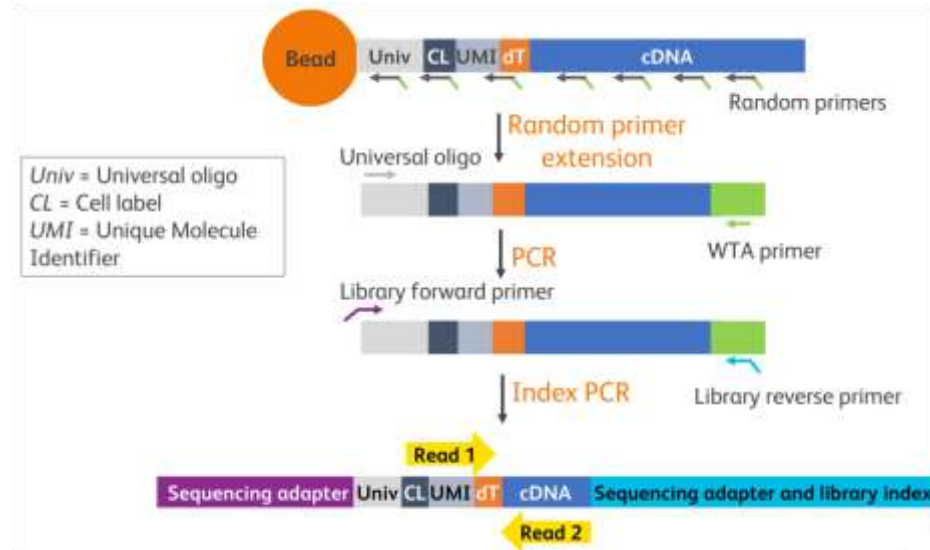 Bead
Univ CL UMI dT cDNA
Random primers
Random primer
extension
Universal oligo
Univ = Universal oligo
CL = Cell label
UMI = Unique Molecule
Identifier
WTA primer
PCR
Library forward primer
Library reverse primer
Index PCR
Read 1
Sequencing adapter Univ CL UMI dT cDNA Sequencing adapter and library index
Read 2